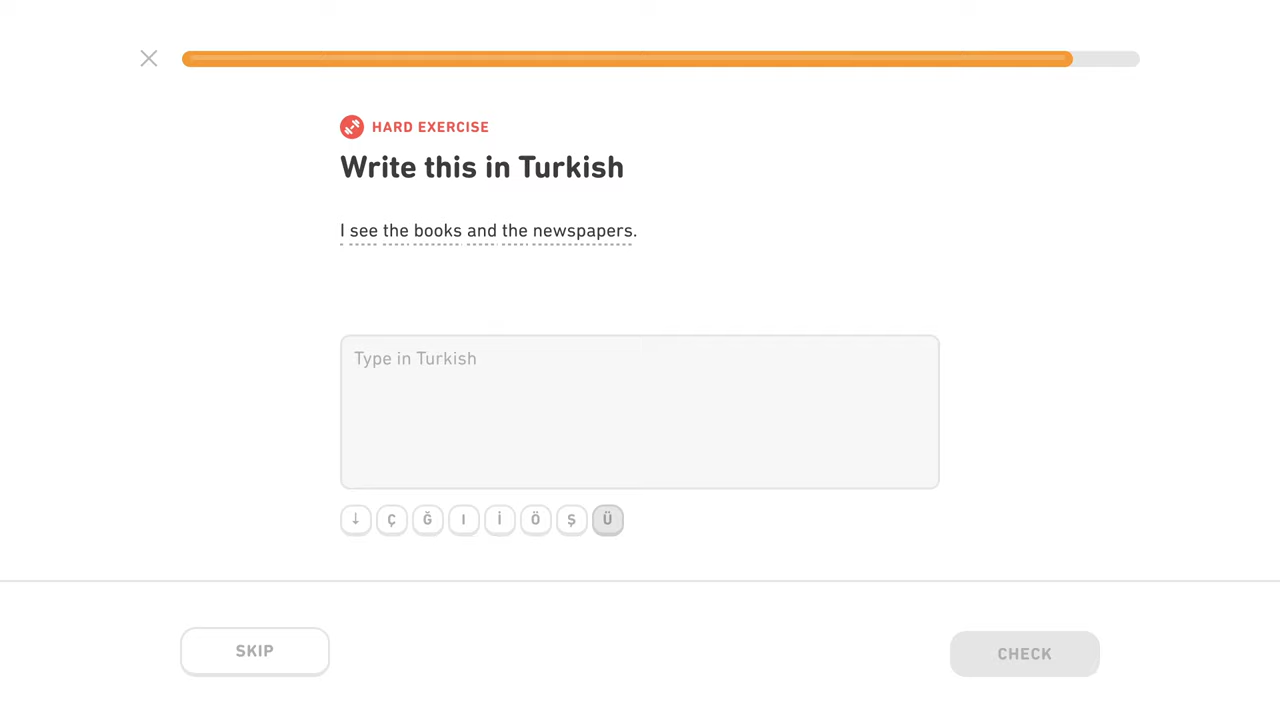 HARD EXERCISE
Write this in Turkish
I see the books and the newspapers.
Type in Turkish
↓ Ç Ğ I İ Ö Ş Ü
SKIP
CHECK